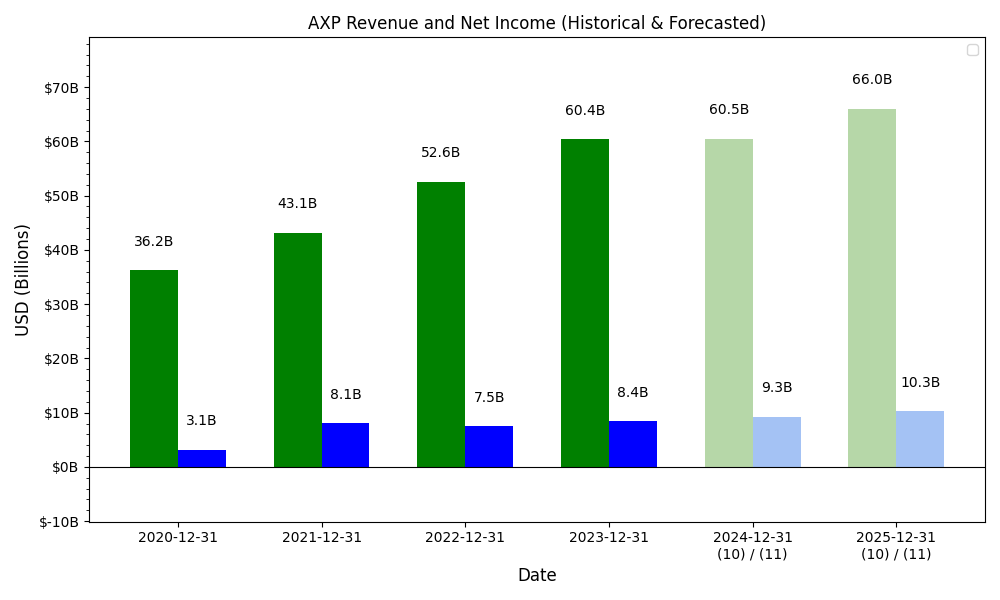 AXP Revenue and Net Income (Historical & Forecasted)
USD (Billions)
$70B
$60B
$50B
$40B
$30B
$20B
$10B
$0B
$-10B
36.2B
3.1B
43.1B
8.1B
52.6B
7.5B
60.4B
8.4B
60.5B
9.3B
66.0B
10.3B
2020-12-31
2021-12-31
2022-12-31
2023-12-31
2024-12-31
(10) / (11)
2025-12-31
(10) / (11)
Date